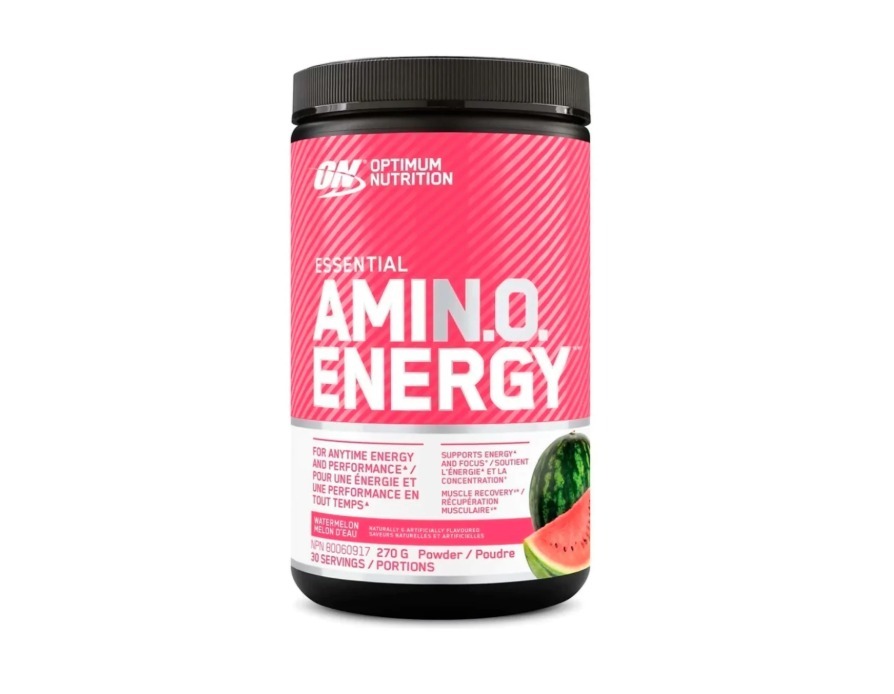 ON
OPTIMUM
NUTRITION
ESSENTIAL
AMIN.O.
ENERGY
FOR ANYTIME ENERGY
AND PERFORMANCE▲ /
POUR UNE ÉNERGIE ET
UNE PERFORMANCE EN
TOUT TEMPS▲
SUPPORTS ENERGY
AND FOCUS / SOUTIENT
L'ÉNERGIE ET LA
CONCENTRATION
MUSCLE RECOVERY /
RÉCUPÉRATION
MUSCULAIRE
WATERMELON
MELON D'EAU
NATURALLY & ARTIFICIALLY FLAVOURED
SAVEURS NATURELLES ET ARTIFICIELLES
NPN 80060917 270 G Powder / Poudre
30 SERVINGS / PORTIONS